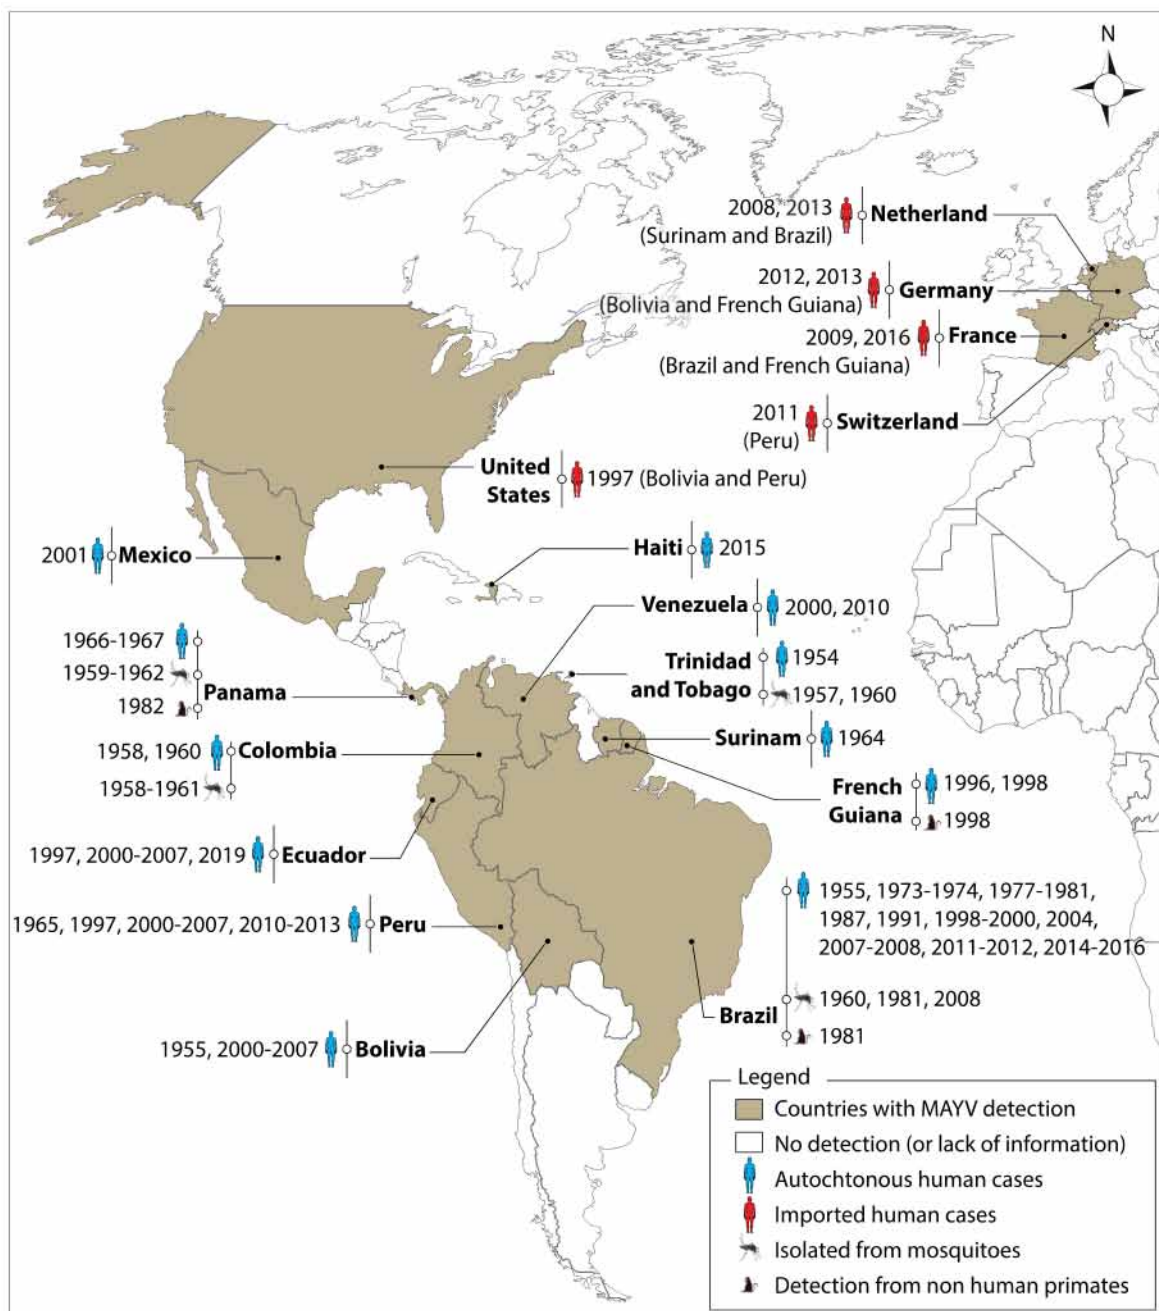 N
2008, 2013
(Surinam and Brazil)
Netherland
2012, 2013
(Bolivia and French Guiana)
Germany
2009, 2016
(Brazil and French Guiana)
France
2011
(Peru)
Switzerland
United
States
1997 (Bolivia and Peru)
2001
Mexico
Haiti
2015
Venezuela
2000, 2010
1966-1967
1959-1962
1982
Panama
Trinidad
and Tobago
1954
1957, 1960
1958, 1960
Colombia
1958-1961
Surinam
1964
French
Guiana
1996, 1998
1998
1997, 2000-2007, 2019
Ecuador
1965, 1997, 2000-2007, 2010-2013
Peru
1955, 1973-1974, 1977-1981,
1987, 1991, 1998-2000, 2004,
2007-2008, 2011-2012, 2014-2016
Brazil
1960, 1981, 2008
1981
1955, 2000-2007
Bolivia
Legend
Countries with MAYV detection
No detection (or lack of information)
Autochtonous human cases
Imported human cases
Isolated from mosquitoes
Detection from non human primates